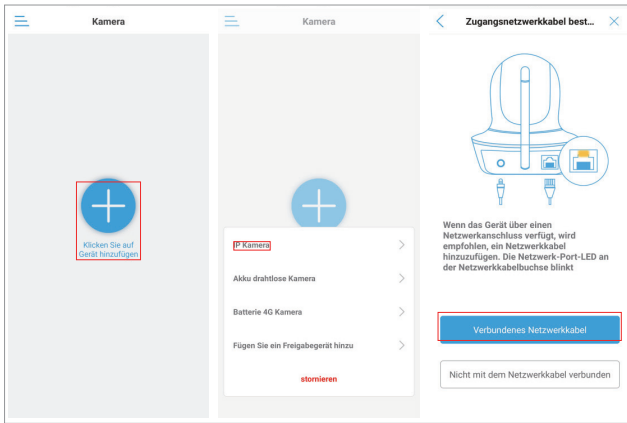 Kamera
Klicken Sie auf
Gerät hinzufügen
Kamera
IP Kamera
Akku drahtlose Kamera
Batterie 4G Kamera
Fügen Sie ein Freigabegerät hinzu
stornieren
Zugangsnetzwerkkabel best...
Wenn das Gerät über einen
Netzwerkanschluss verfügt, wird
empfohlen, ein Netzwerkkabel
hinzuzufügen. Die Netzwerk-Port-LED an
der Netzwerkkabelbuchse blinkt
Verbundenes Netzwerkkabel
Nicht mit dem Netzwerkkabel verbunden